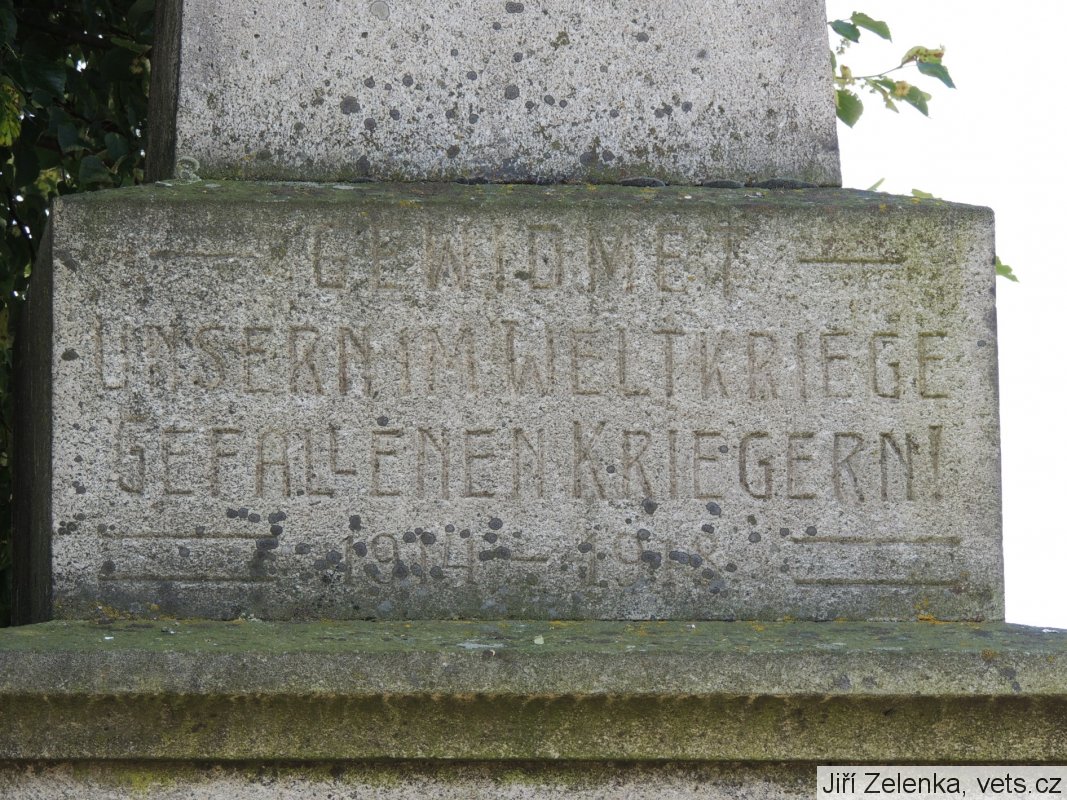 GEWIDMET
UNSERN IM WELTKRIEGE
GEFALLENEN KRIEGERN!
1914 – 1918
Jiří Zelenka, vets.cz